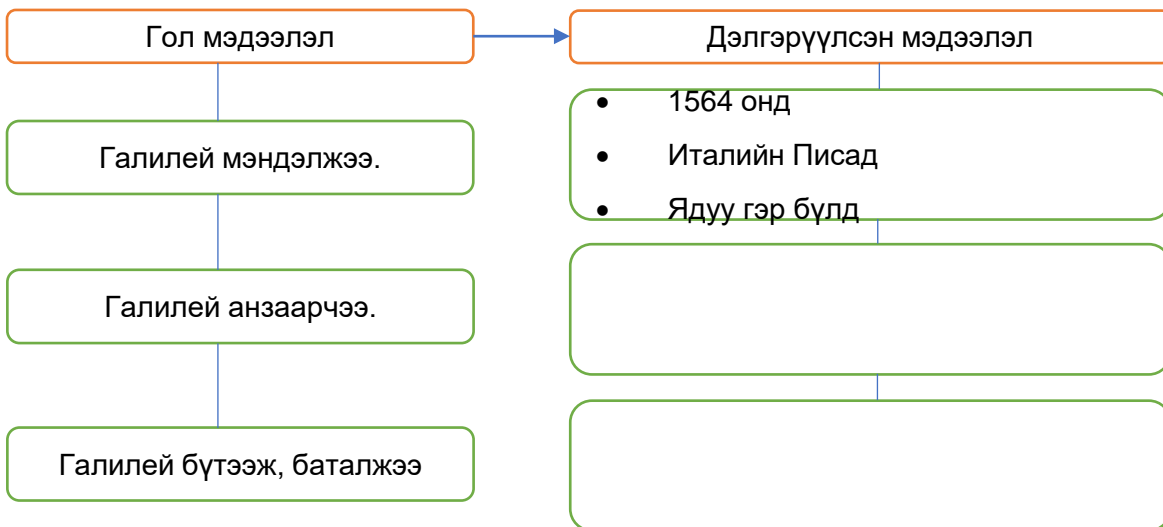 Гол мэдээлэл
Дэлгэрүүлсэн мэдээлэл
Галилей мэндэлжээ.
• 1564 онд
• Италийн Писад
• Ядуу гэр бүлд
Галилей анзаарчээ.
Галилей бүтээж, баталжээ